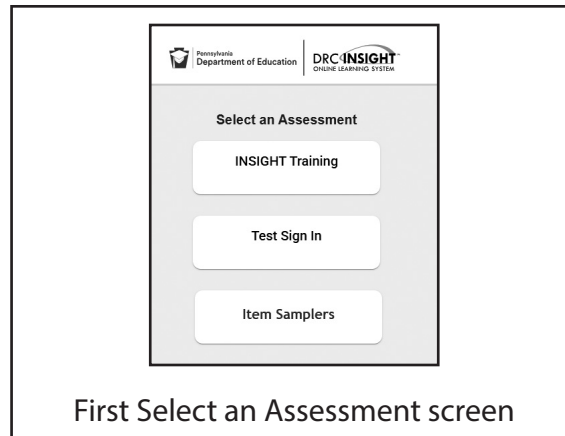 Pennsylvania
Department of Education
DRC INSIGHT™
ONLINE LEARNING SYSTEM
Select an Assessment
INSIGHT Training
Test Sign In
Item Samplers
First Select an Assessment screen